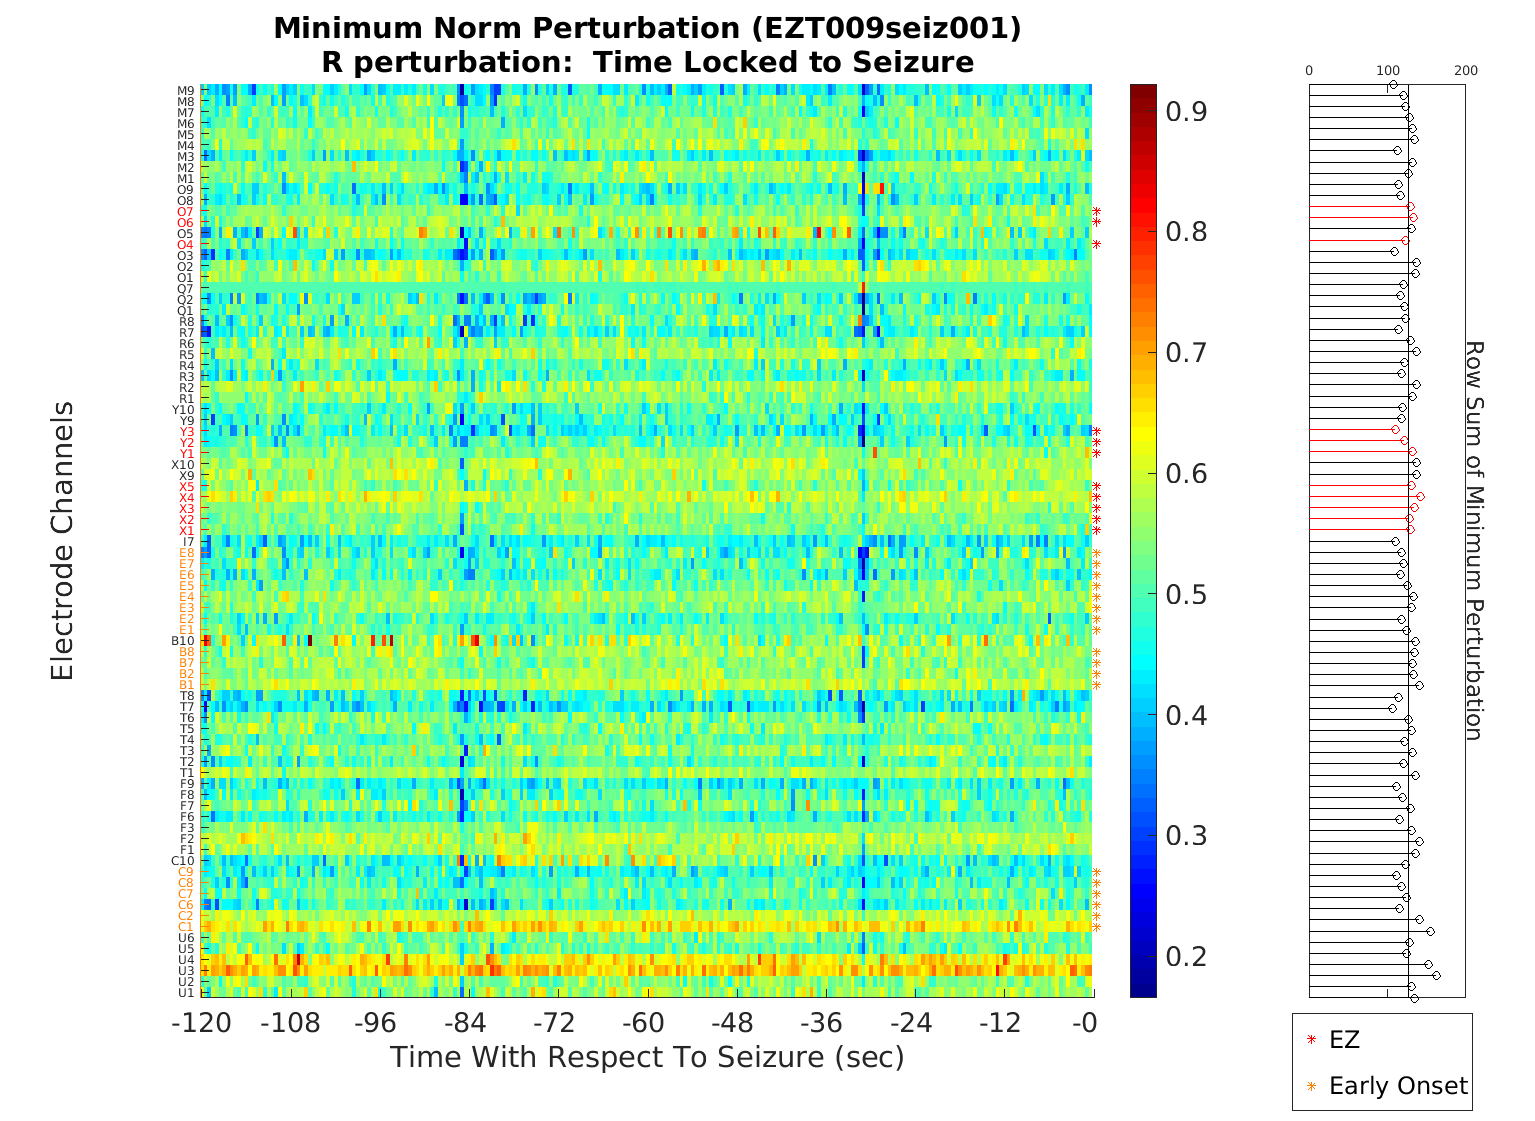 Minimum Norm Perturbation (EZT009seiz001)
R perturbation: Time Locked to Seizure
Electrode Channels
M9
M8
M7
M6
M5
M4
M3
M2
M1
O9
O8
O7
O6
O5
O4
O3
O2
O1
Q7
Q2
Q1
R8
R7
R6
R5
R4
R3
R2
R1
Y10
Y9
Y3
Y2
Y1
X10
X9
X5
X4
X3
X2
X1
I7
E8
E7
E6
E5
E4
E3
E2
E1
B10
B8
B7
B2
B1
T8
T7
T6
T5
T4
T3
T2
T1
F9
F8
F7
F6
F3
F2
F1
C10
C9
C8
C7
C6
C2
C1
U6
U5
U4
U3
U2
U1
-120 -108 -96 -84 -72 -60 -48 -36 -24 -12 -0
Time With Respect To Seizure (sec)
0.9
0.8
0.7
0.6
0.5
0.4
0.3
0.2
0 100 200
Row Sum of Minimum Perturbation
EZ
Early Onset